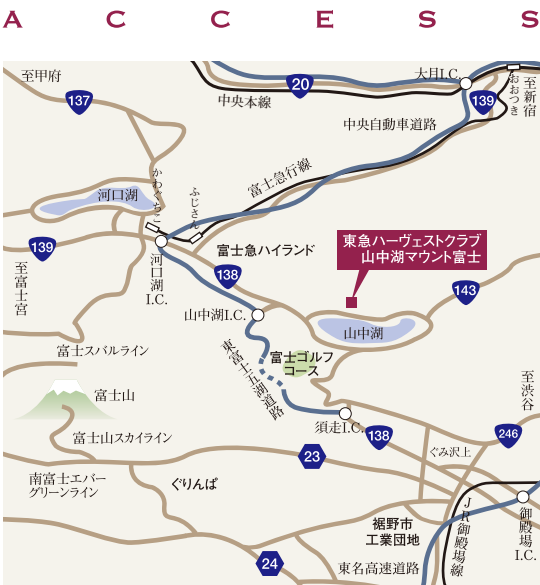 ACCESS
至甲府
137
20
大月I.C.
おおつき
至新宿
139
中央本線
中央自動車道路
富士急行線
かわぐちこ
河口湖
ふじさん
139
河口湖
I.C.
富士急ハイランド
138
東急ハーヴェストクラブ
山中湖マウント富士
143
至富士宮
山中湖I.C.
山中湖
富士スバルライン
東富士五湖道路
富士ゴルフ
コース
富士山
至渋谷
須走I.C.
138
246
富士山スカイライン
23
ぐみ沢上
南富士エバー
グリーンライン
ぐりんぱ
裾野市
工業団地
JR御殿場線
御殿場
I.C.
24
東名高速道路